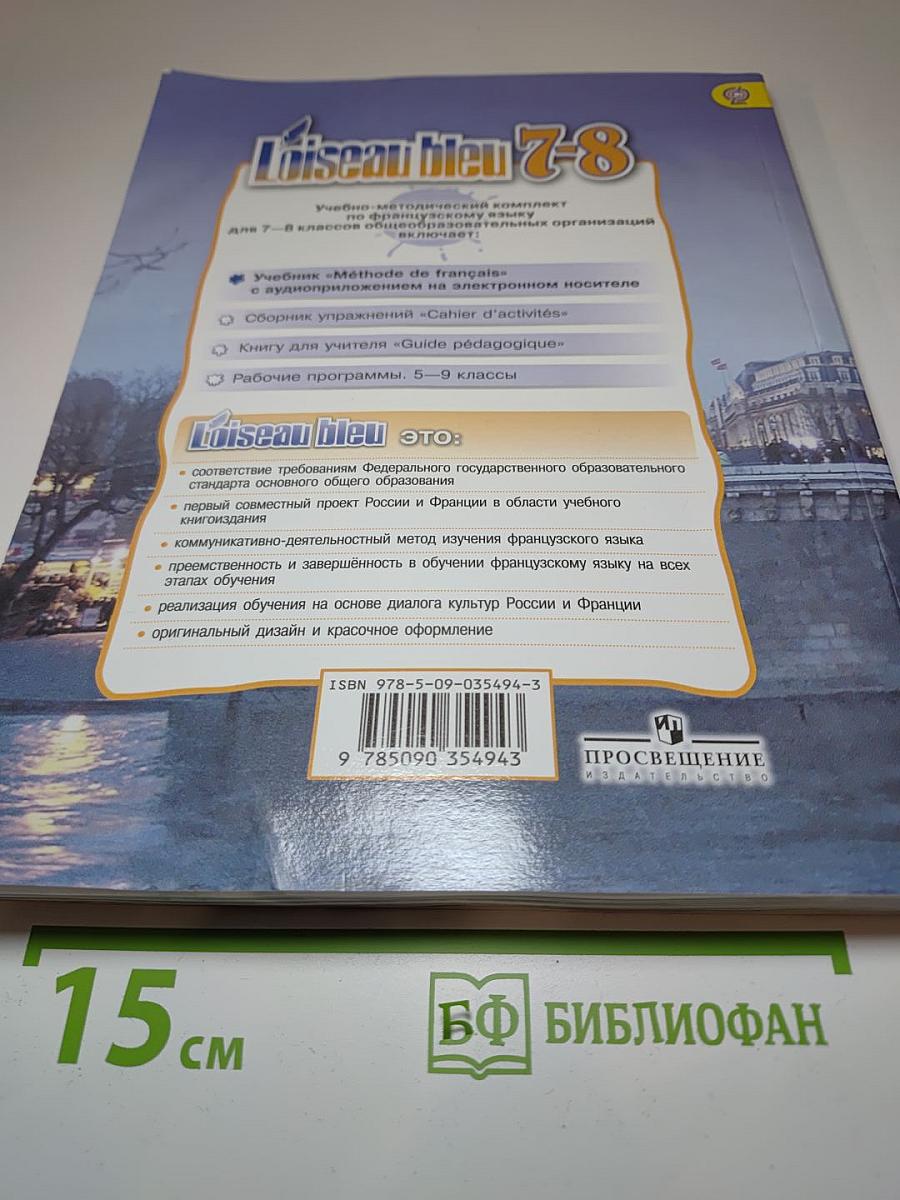 L'oiseau bleu 7-8
Учебно-методический комплект
по французскому языку
для 7—8 классов общеобразовательных организаций
включает:
Учебник «Méthode de français»
с аудиоприложением на электронном носителе
Сборник упражнений «Cahier d'activités»
Книгу для учителя «Guide pédagogique»
Рабочие программы. 5—9 классы
L'oiseau bleu это:
• соответствие требованиям Федерального государственного образовательного
стандарта основного общего образования
• первый совместный проект России и Франции в области учебного
книгоиздания
• коммуникативно-деятельностный метод изучения французского языка
• преемственность и завершённость в обучении французскому языку на всех
этапах обучения
• реализация обучения на основе диалога культур России и Франции
• оригинальный дизайн и красочное оформление
ISBN 978-5-09-035494-3
9 785090 354943
ПРОСВЕЩЕНИЕ
ИЗДАТЕЛЬСТВО
15 см
БФ БИБЛИОФАН